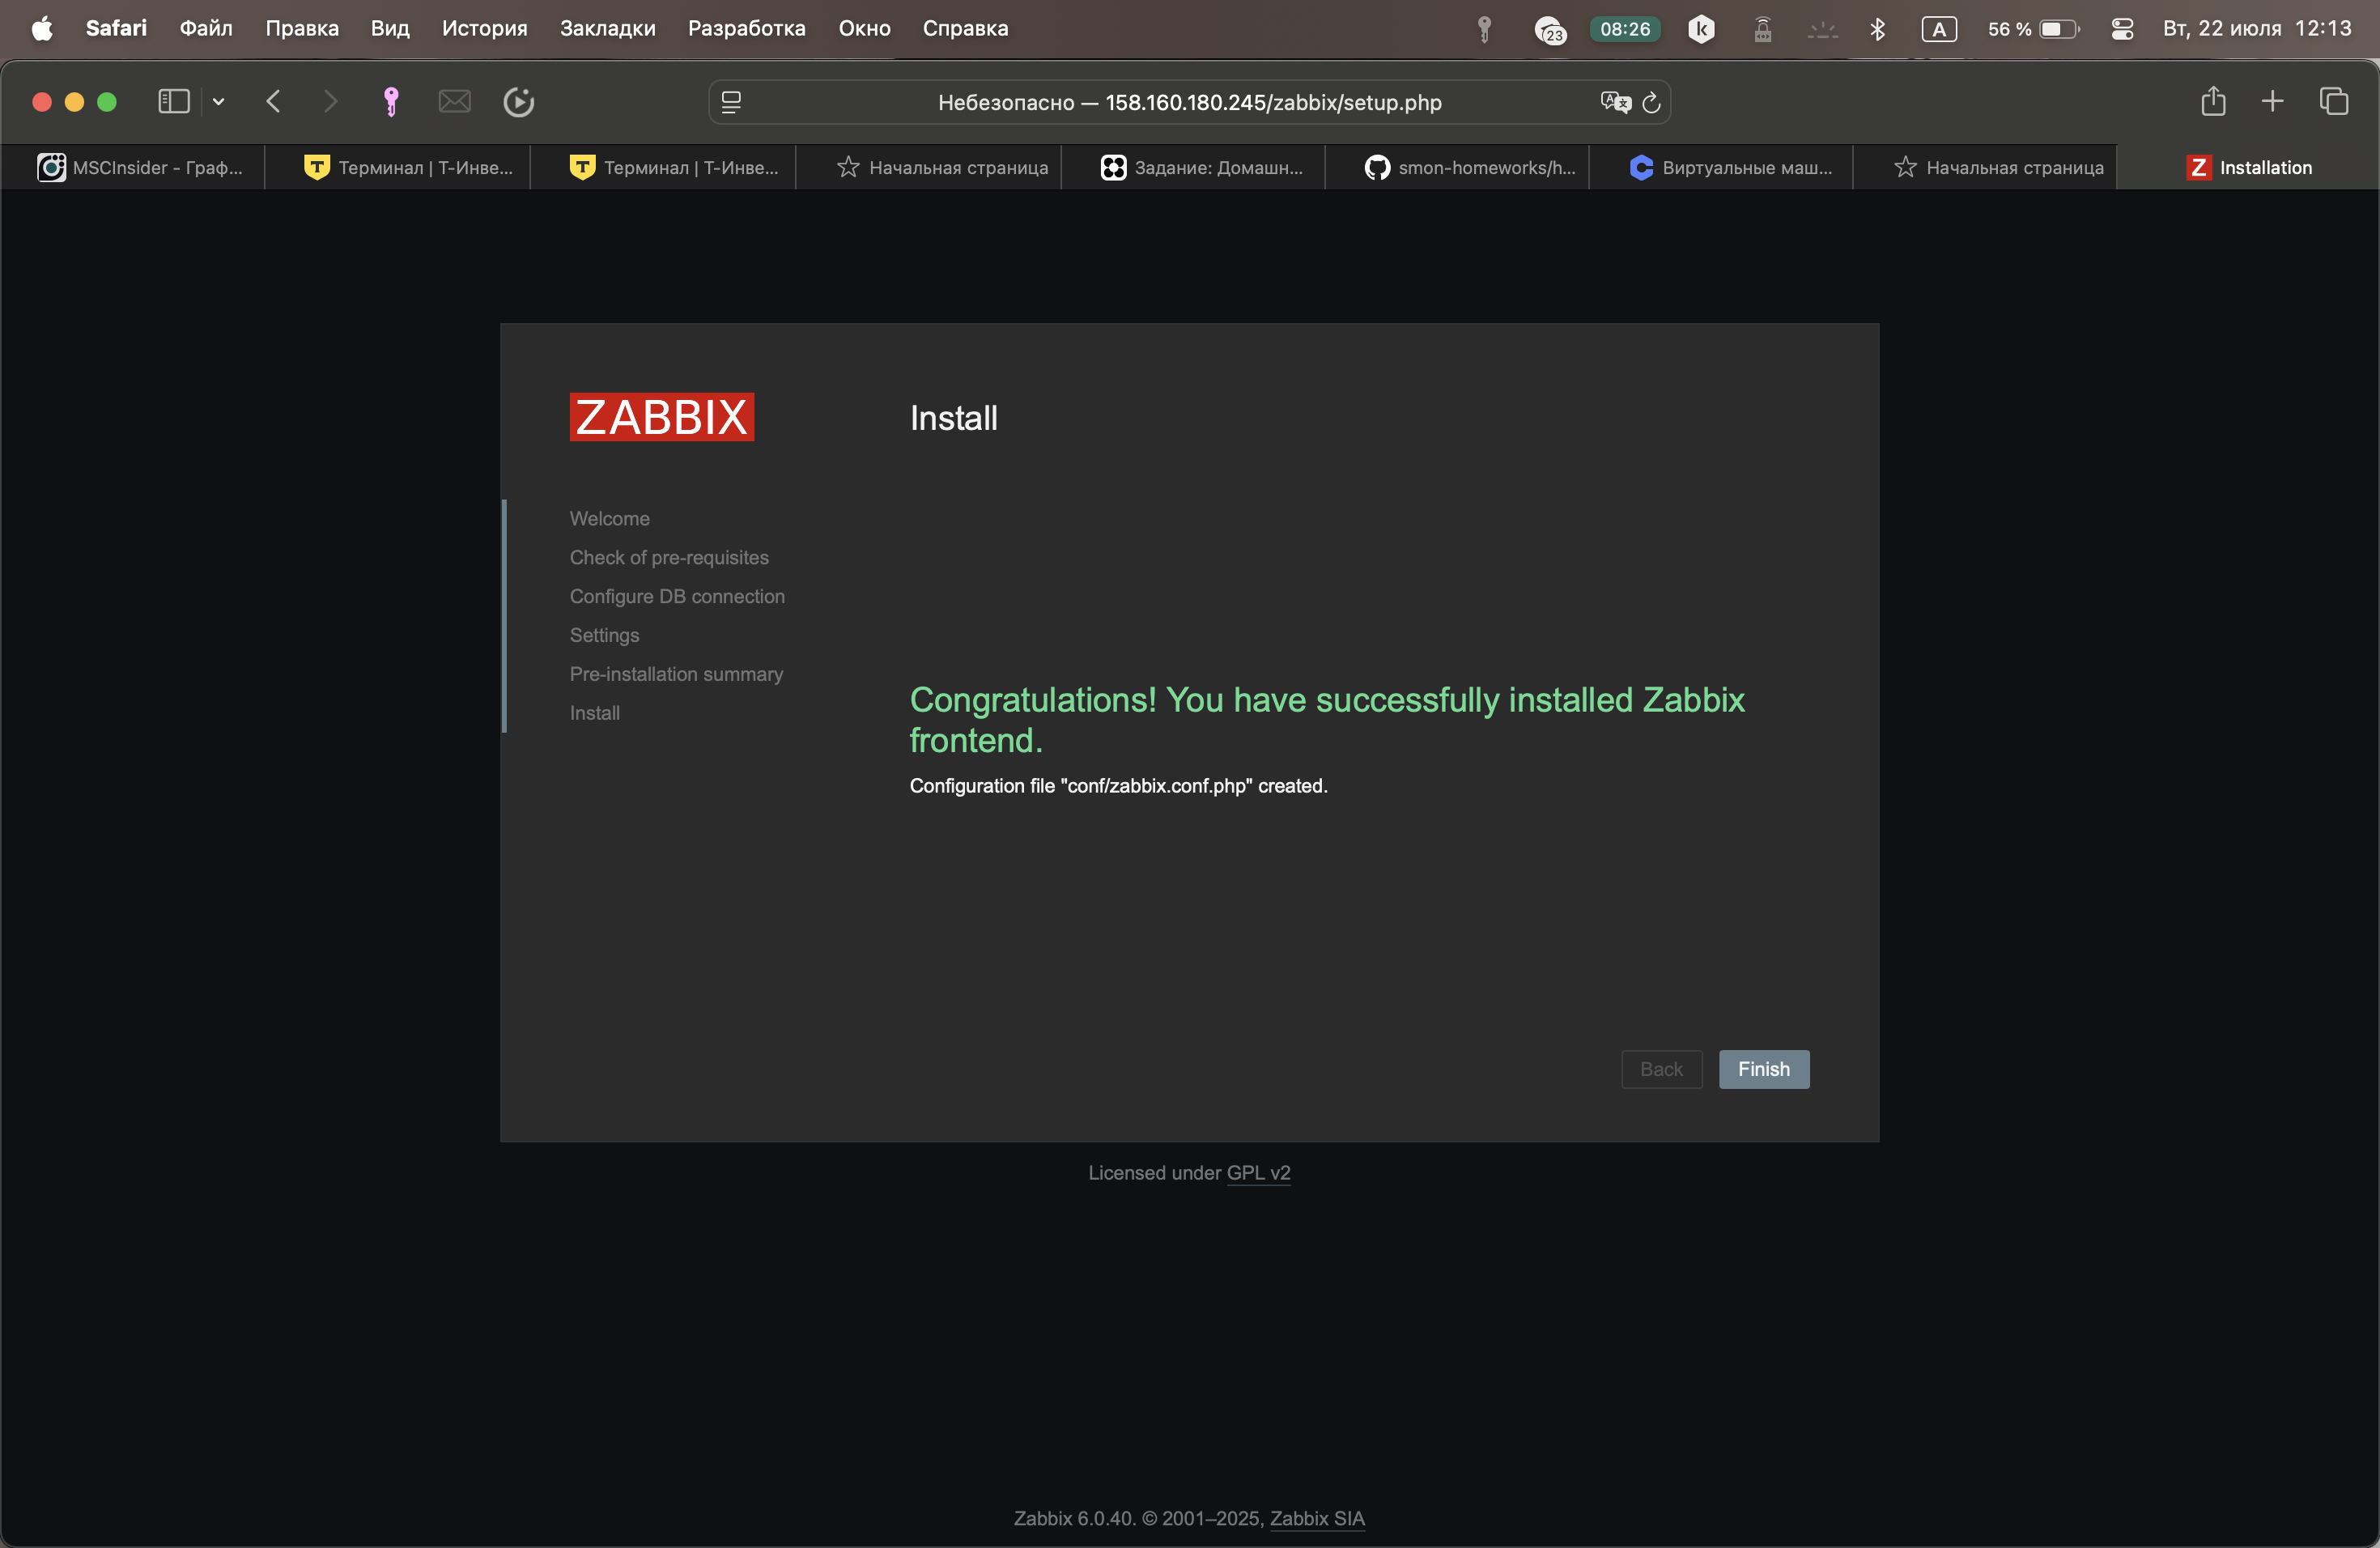 Safari Файл Правка Вид История Закладки Разработка Окно Справка 23 08:26 k A 56 % Вт, 22 июля 12:13
Небезопасно — 158.160.180.245/zabbix/setup.php
MSCInsider - Граф... Терминал | Т-Инве... Терминал | Т-Инве... Начальная страница Задание: Домашн... smon-homeworks/h... Виртуальные маш... Начальная страница Z Installation
ZABBIX
Install
Welcome
Check of pre-requisites
Configure DB connection
Settings
Pre-installation summary
Install
Congratulations! You have successfully installed Zabbix
frontend.
Configuration file "conf/zabbix.conf.php" created.
Back Finish
Licensed under GPL v2
Zabbix 6.0.40. © 2001–2025, Zabbix SIA